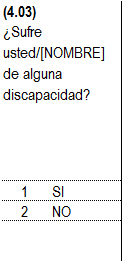 (4.03)
¿Sufre
usted/[NOMBRE]
de alguna
discapacidad?
1 SI
2 NO